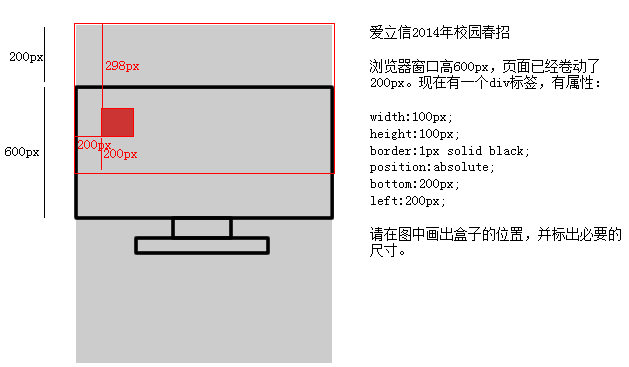 爱立信2014年校园春招
200px
浏览器窗口高600px，页面已经卷动了
200px。现在有一个div标签，有属性：
298px
width:100px;
height:100px;
border:1px solid black;
position:absolute;
bottom:200px;
left:200px;
600px
200px
200px
请在图中画出盒子的位置，并标出必要的
尺寸。